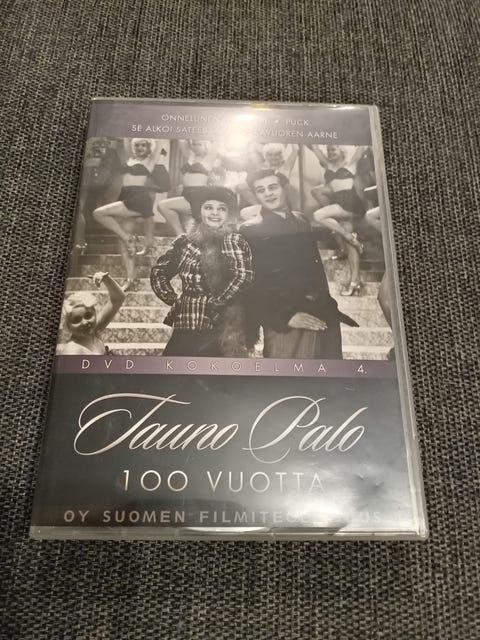 ONNELLINEN • PUCK
SE ALKOI AARNE
DVD KOKOELMA 4.
Tauno Palo
100 VUOTTA
OY SUOMEN